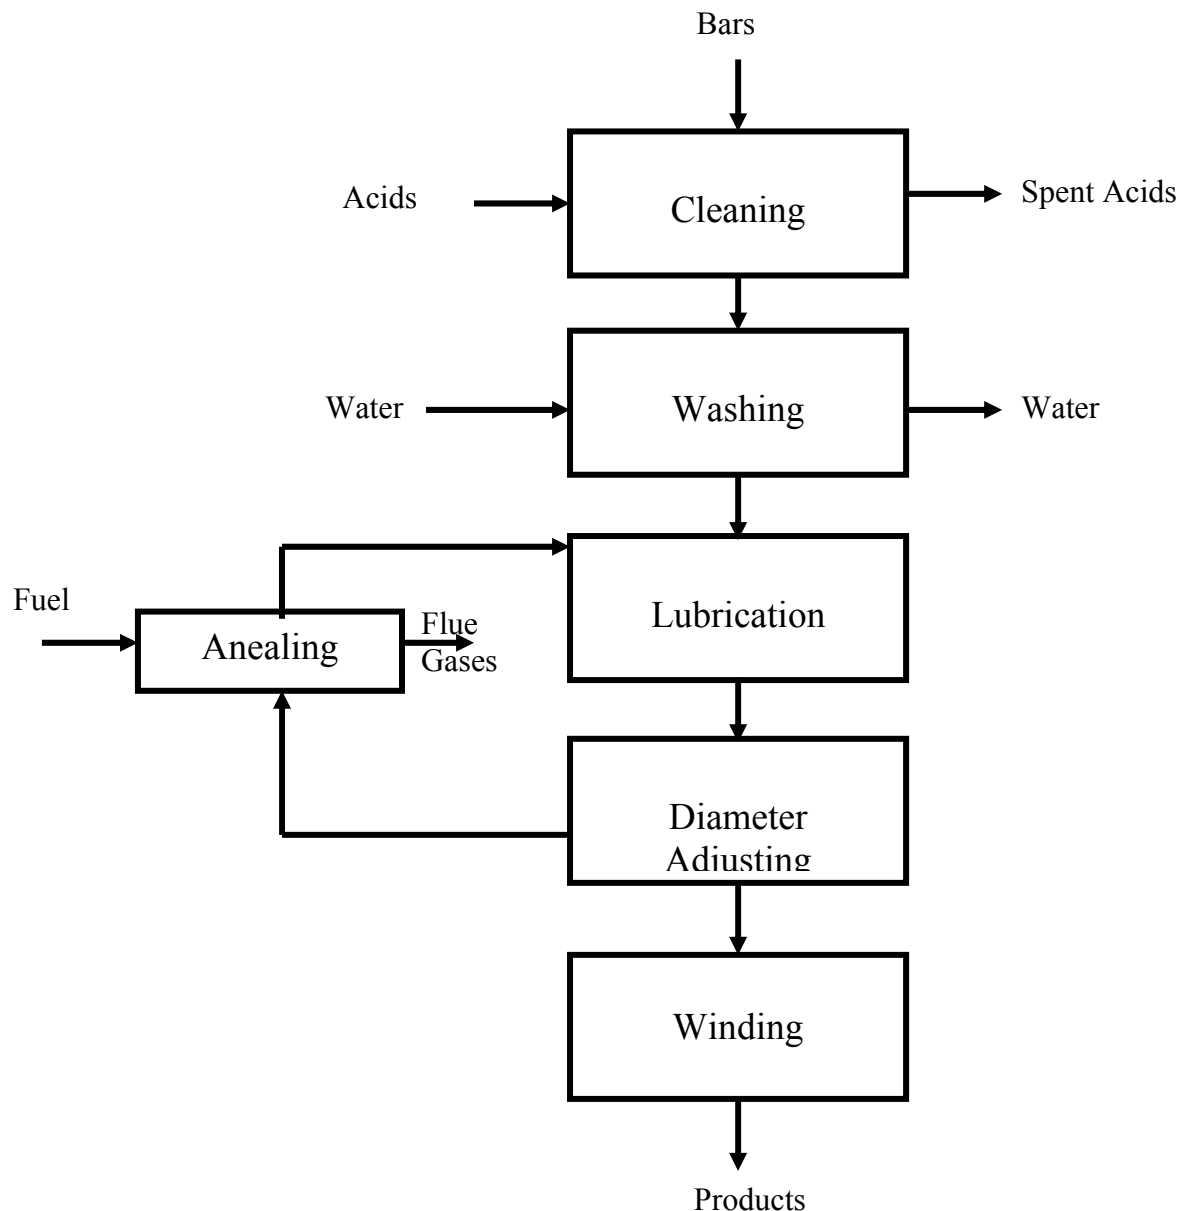 Bars
Acids
Cleaning
Spent Acids
Water
Washing
Water
Fuel
Anealing
Flue
Gases
Lubrication
Diameter
Adjusting
Winding
Products